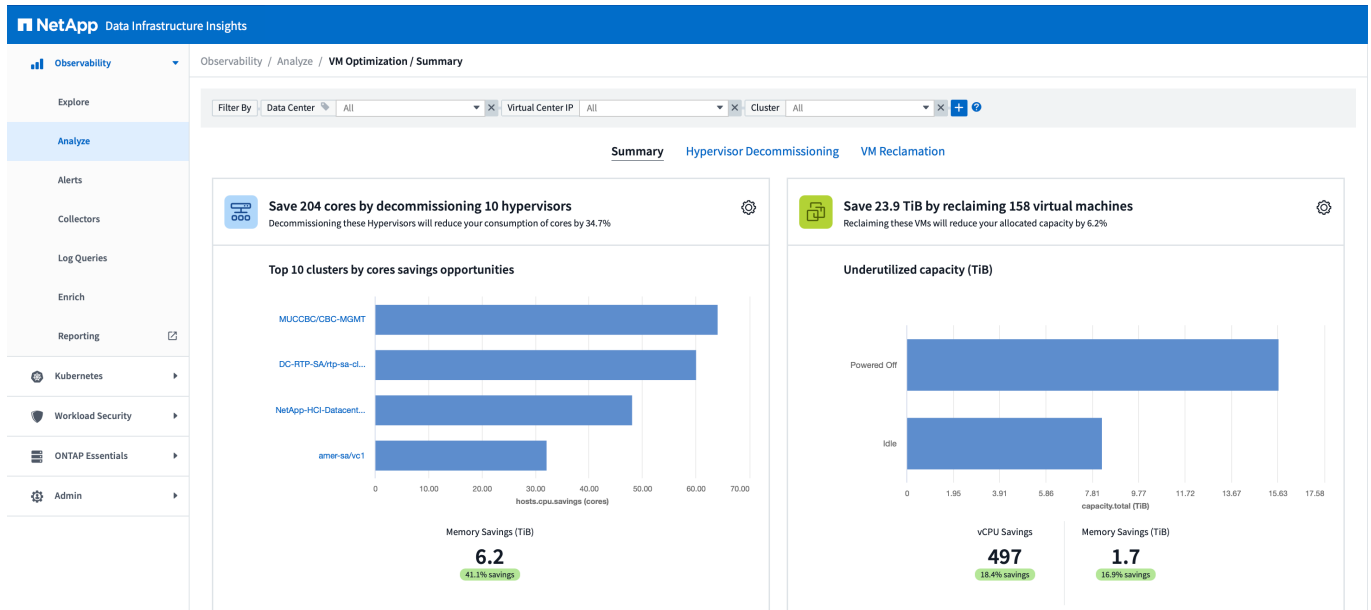 NetApp Data Infrastructure Insights
Observability
Explore
Analyze
Alerts
Collectors
Log Queries
Enrich
Reporting
Kubernetes
Workload Security
ONTAP Essentials
Admin
Observability / Analyze / VM Optimization / Summary
Filter By Data Center All Virtual Center IP All Cluster All + ?
Summary Hypervisor Decommissioning VM Reclamation
Save 204 cores by decommissioning 10 hypervisors
Decommissioning these Hypervisors will reduce your consumption of cores by 34.7%
Top 10 clusters by cores savings opportunities
MUCCBC/CBC-MGMT
DC-RTP-SA/rtp-sa-cl...
NetApp-HCI-Datacent...
amer-sa/vc1
0 10.00 20.00 30.00 40.00 50.00 60.00 70.00
hosts.cpu.savings (cores)
Memory Savings (TiB)
6.2
41.1% savings
Save 23.9 TiB by reclaiming 158 virtual machines
Reclaiming these VMs will reduce your allocated capacity by 6.2%
Underutilized capacity (TiB)
Powered Off
Idle
0 1.95 3.91 5.86 7.81 9.77 11.72 13.67 15.63 17.58
capacity.total (TiB)
vCPU Savings
497
18.4% savings
Memory Savings (TiB)
1.7
16.9% savings